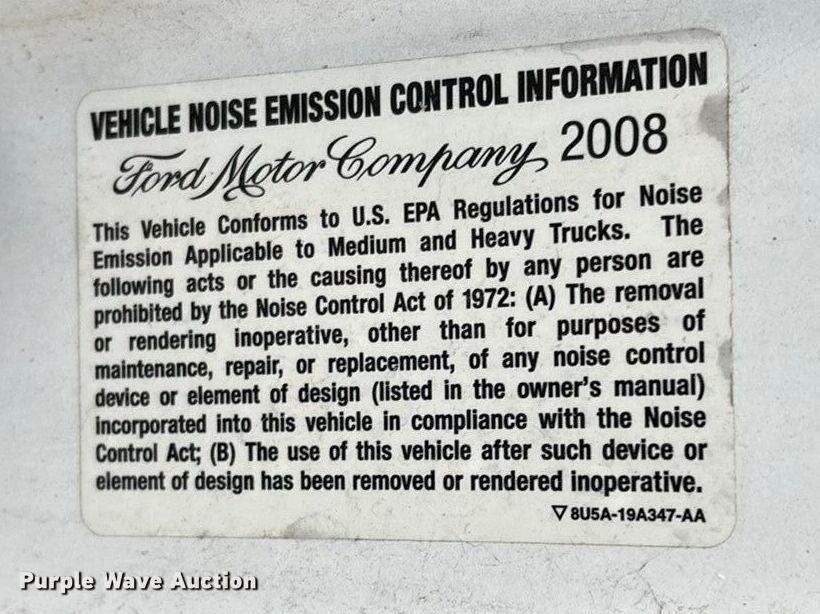 VEHICLE NOISE EMISSION CONTROL INFORMATION
Ford Motor Company 2008
This Vehicle Conforms to U.S. EPA Regulations for Noise
Emission Applicable to Medium and Heavy Trucks. The
following acts or the causing thereof by any person are
prohibited by the Noise Control Act of 1972: (A) The removal
or rendering inoperative, other than for purposes of
maintenance, repair, or replacement, of any noise control
device or element of design (listed in the owner's manual)
incorporated into this vehicle in compliance with the Noise
Control Act; (B) The use of this vehicle after such device or
element of design has been removed or rendered inoperative.
▽ 8U5A-19A347-AA
Purple Wave Auction